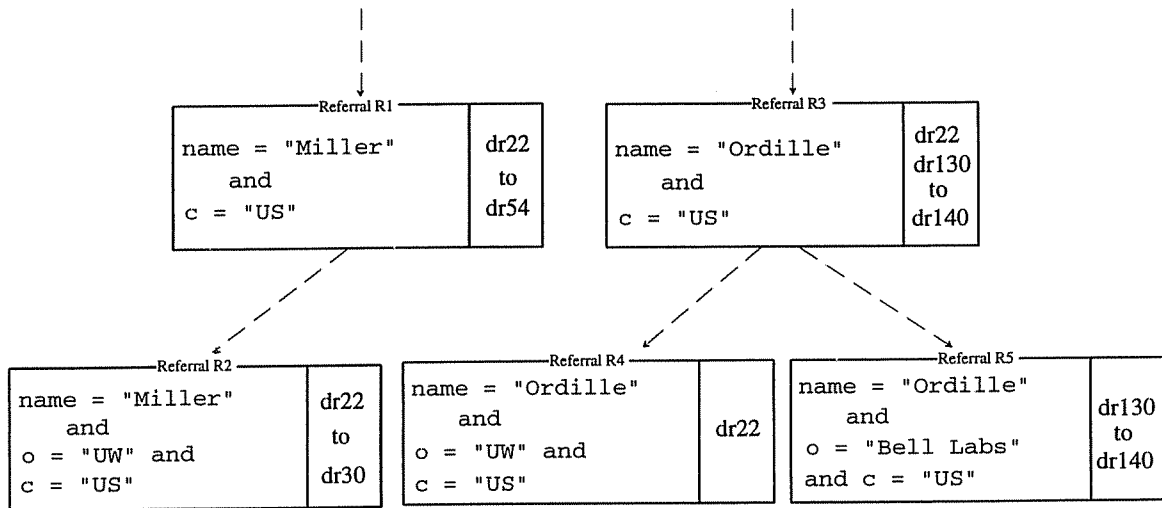 Referral R1
name = "Miller"
and
c = "US"
dr22
to
dr54
Referral R3
name = "Ordille"
and
c = "US"
dr22
dr130
to
dr140
Referral R2
name = "Miller"
and
o = "UW" and
c = "US"
dr22
to
dr30
Referral R4
name = "Ordille"
and
o = "UW" and
c = "US"
dr22
Referral R5
name = "Ordille"
and
o = "Bell Labs"
and c = "US"
dr130
to
dr140